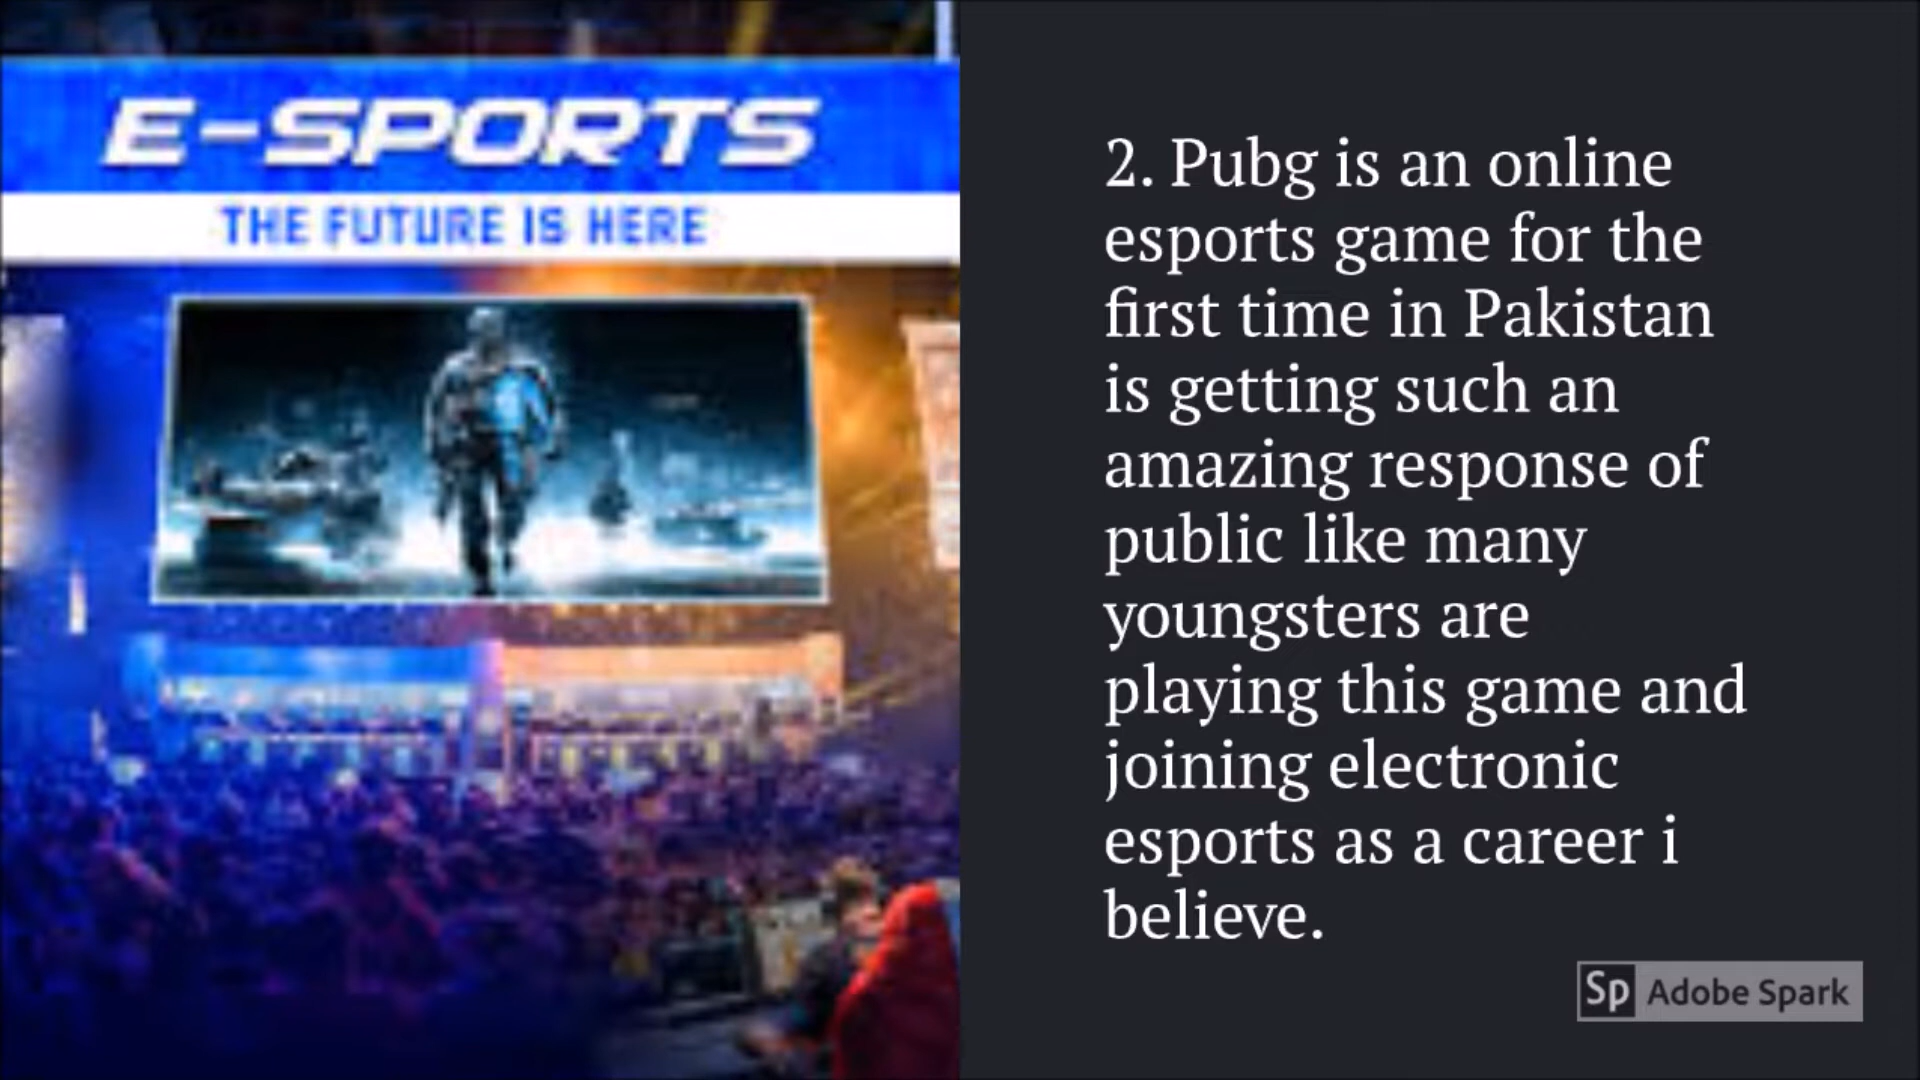 E-SPORTS
THE FUTURE IS HERE
2. Pubg is an online
esports game for the
first time in Pakistan
is getting such an
amazing response of
public like many
youngsters are
playing this game and
joining electronic
esports as a career i
believe.
Sp Adobe Spark